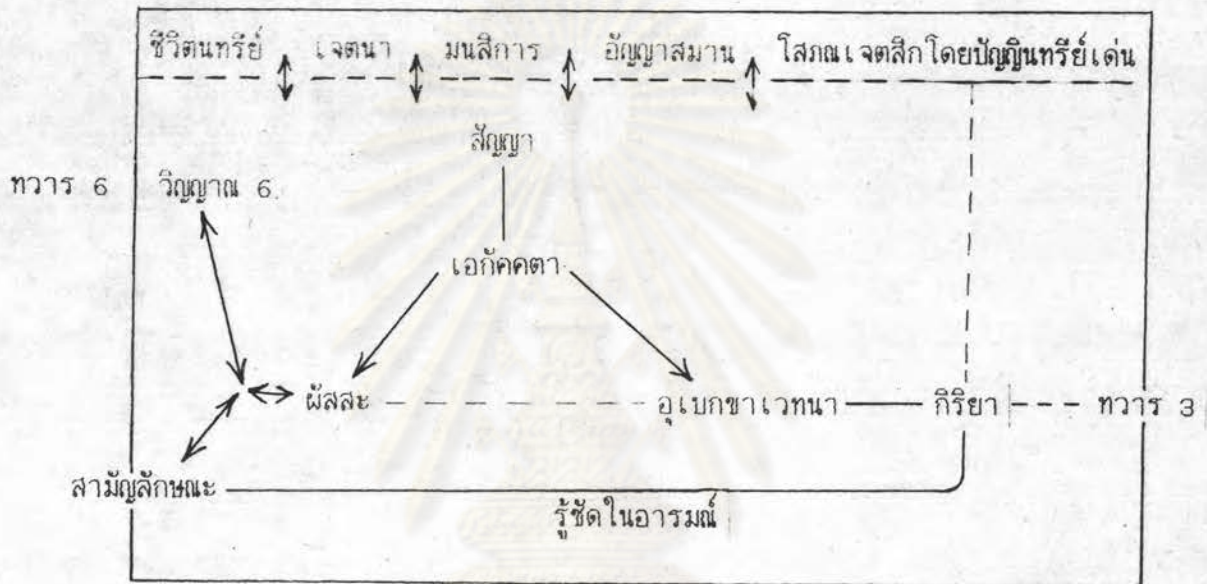 ชีวิตนทรีย์ เจตนา มนสิการ อัญญาสมาน โสภณเจตสิกโดยปัญญินทรีย์เด่น
สัญญา
ทวาร 6 วิญญาณ 6
เอกัคคตา
ผัสสะ อุเบกขาเวทนา กิริยา ทวาร 3
สามัญลักษณะ
รู้ชัดในอารมณ์